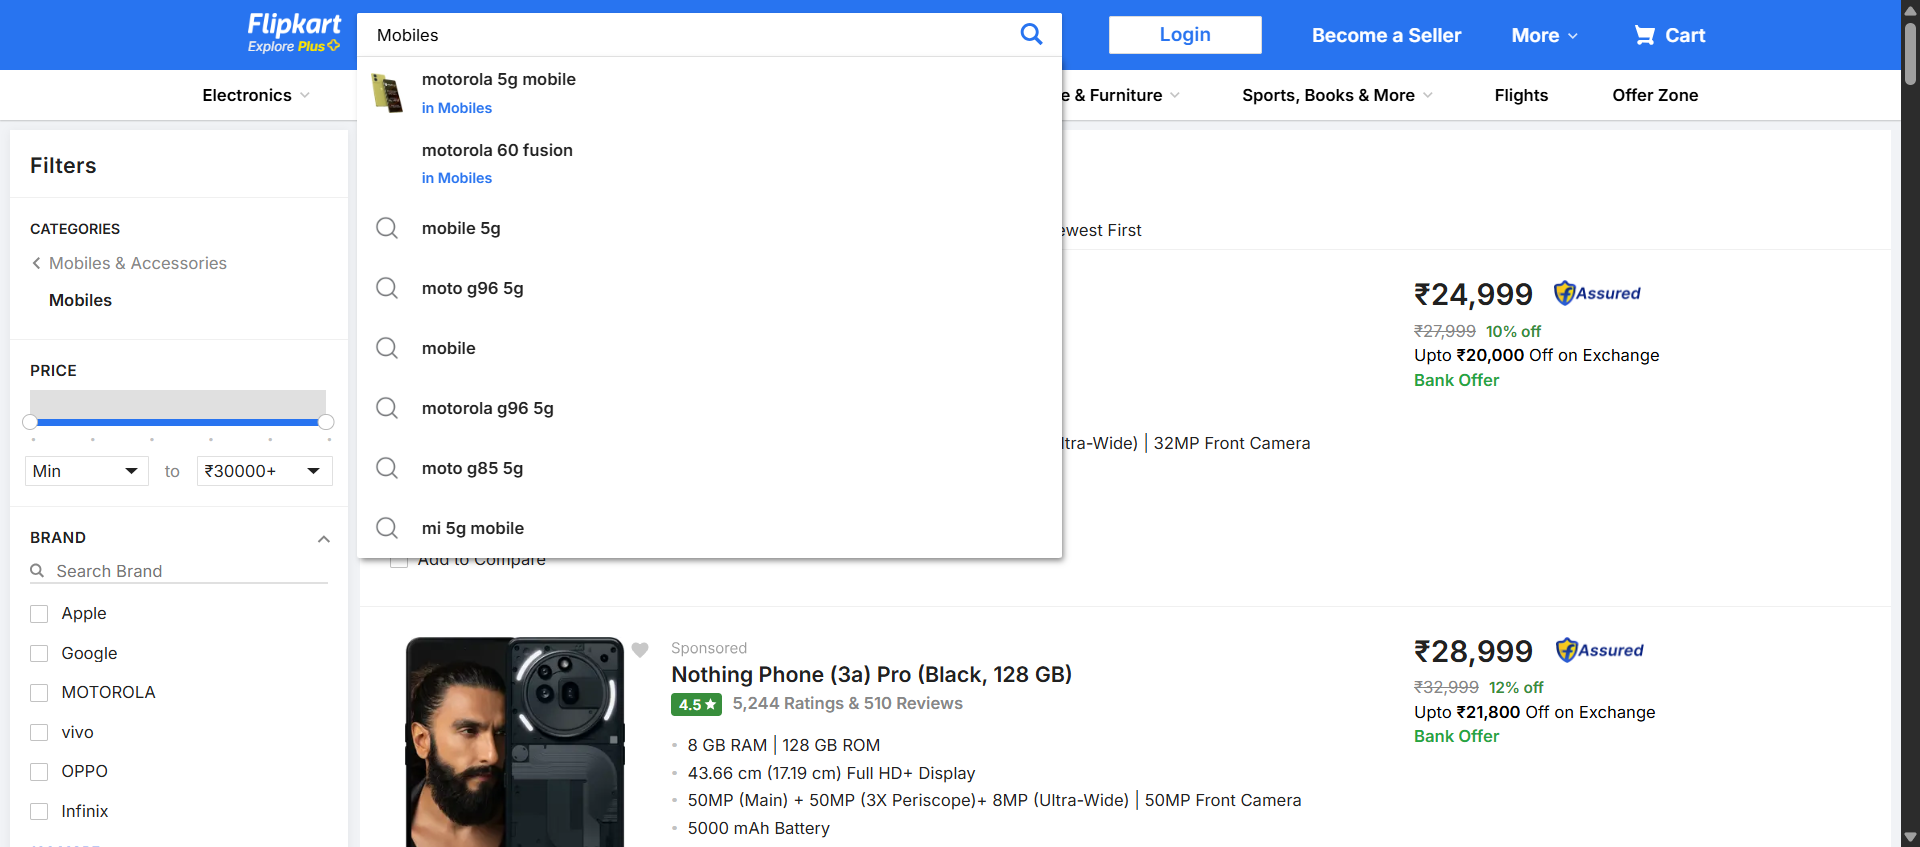 Flipkart
Explore Plus
Mobiles
Login
Become a Seller
More
Cart
motorola 5g mobile
in Mobiles
motorola 60 fusion
in Mobiles
mobile 5g
moto g96 5g
mobile
motorola g96 5g
moto g85 5g
mi 5g mobile
Electronics
e & Furniture
Sports, Books & More
Flights
Offer Zone
Filters
CATEGORIES
Mobiles & Accessories
Mobiles
PRICE
Min to ₹30000+
BRAND
Search Brand
Apple
Google
MOTOROLA
vivo
OPPO
Infinix
ewest First
₹24,999
Assured
₹27,999 10% off
Upto ₹20,000 Off on Exchange
Bank Offer
ltra-Wide) | 32MP Front Camera
Add to Compare
Sponsored
Nothing Phone (3a) Pro (Black, 128 GB)
4.5 ★ 5,244 Ratings & 510 Reviews
8 GB RAM | 128 GB ROM
43.66 cm (17.19 cm) Full HD+ Display
50MP (Main) + 50MP (3X Periscope)+ 8MP (Ultra-Wide) | 50MP Front Camera
5000 mAh Battery
₹28,999
Assured
₹32,999 12% off
Upto ₹21,800 Off on Exchange
Bank Offer